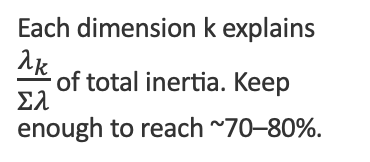 Each dimension k explains
λk/Σλ of total inertia. Keep
enough to reach ~70–80%.